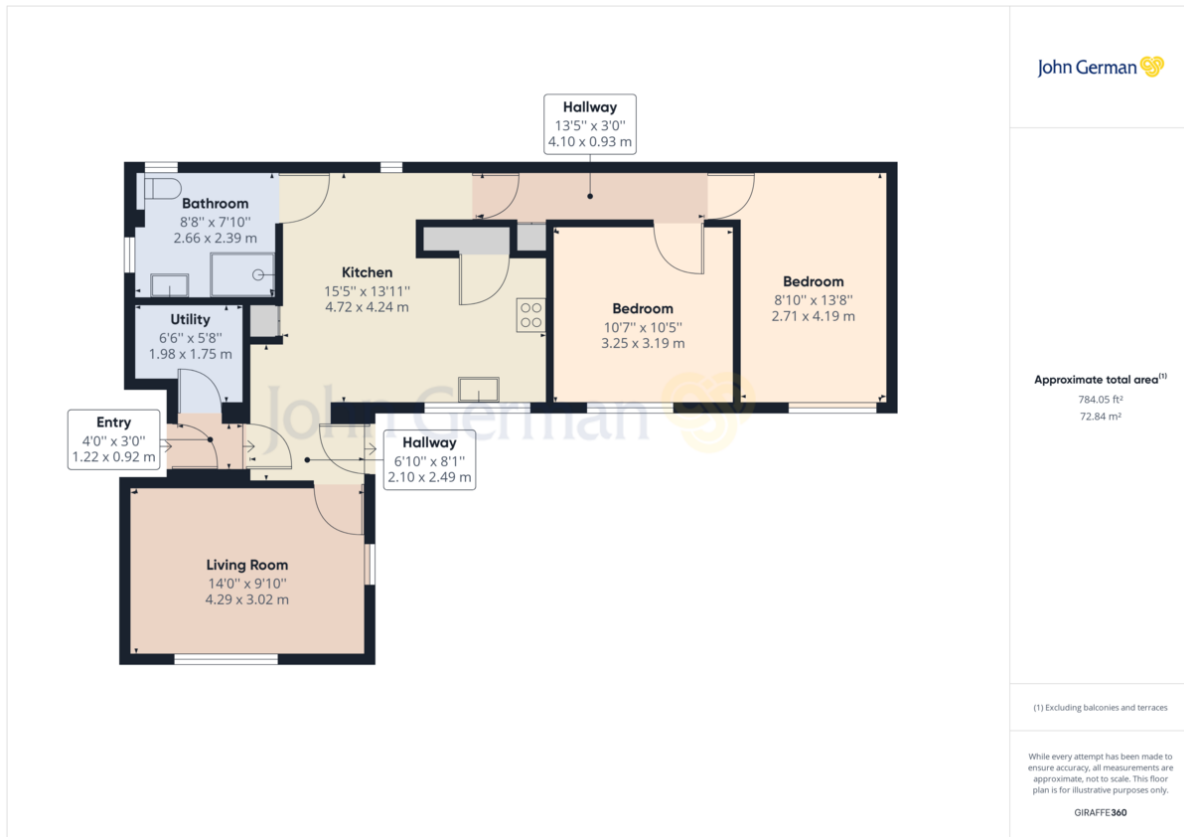 John German
Hallway
13'5'' x 3'0''
4.10 x 0.93 m
Bathroom
8'8'' x 7'10''
2.66 x 2.39 m
Kitchen
15'5'' x 13'11''
4.72 x 4.24 m
Bedroom
8'10'' x 13'8''
2.71 x 4.19 m
Bedroom
10'7'' x 10'5''
3.25 x 3.19 m
Utility
6'6'' x 5'8''
1.98 x 1.75 m
John German
Entry
4'0'' x 3'0''
1.22 x 0.92 m
Hallway
6'10'' x 8'1''
2.10 x 2.49 m
Living Room
14'0'' x 9'10''
4.29 x 3.02 m
Approximate total area(1)
784.05 ft²
72.84 m²
(1) Excluding balconies and terraces
While every attempt has been made to
ensure accuracy, all measurements are
approximate, not to scale. This floor
plan is for illustrative purposes only.
GIRAFFE360